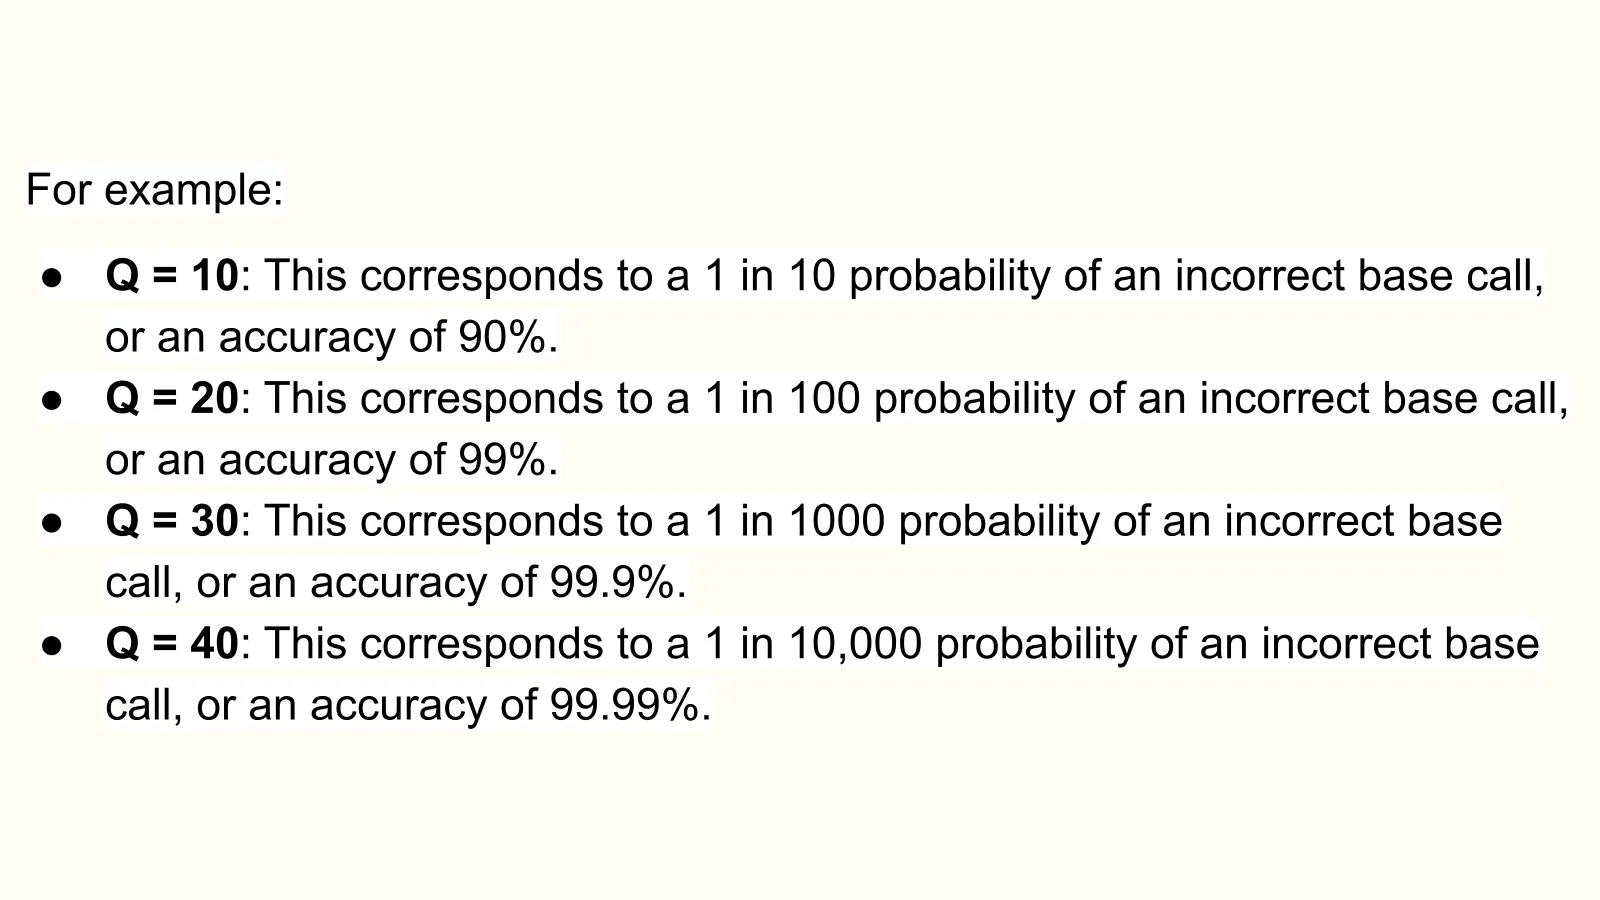 For example:
● Q = 10: This corresponds to a 1 in 10 probability of an incorrect base call,
or an accuracy of 90%.
● Q = 20: This corresponds to a 1 in 100 probability of an incorrect base call,
or an accuracy of 99%.
● Q = 30: This corresponds to a 1 in 1000 probability of an incorrect base
call, or an accuracy of 99.9%.
● Q = 40: This corresponds to a 1 in 10,000 probability of an incorrect base
call, or an accuracy of 99.99%.